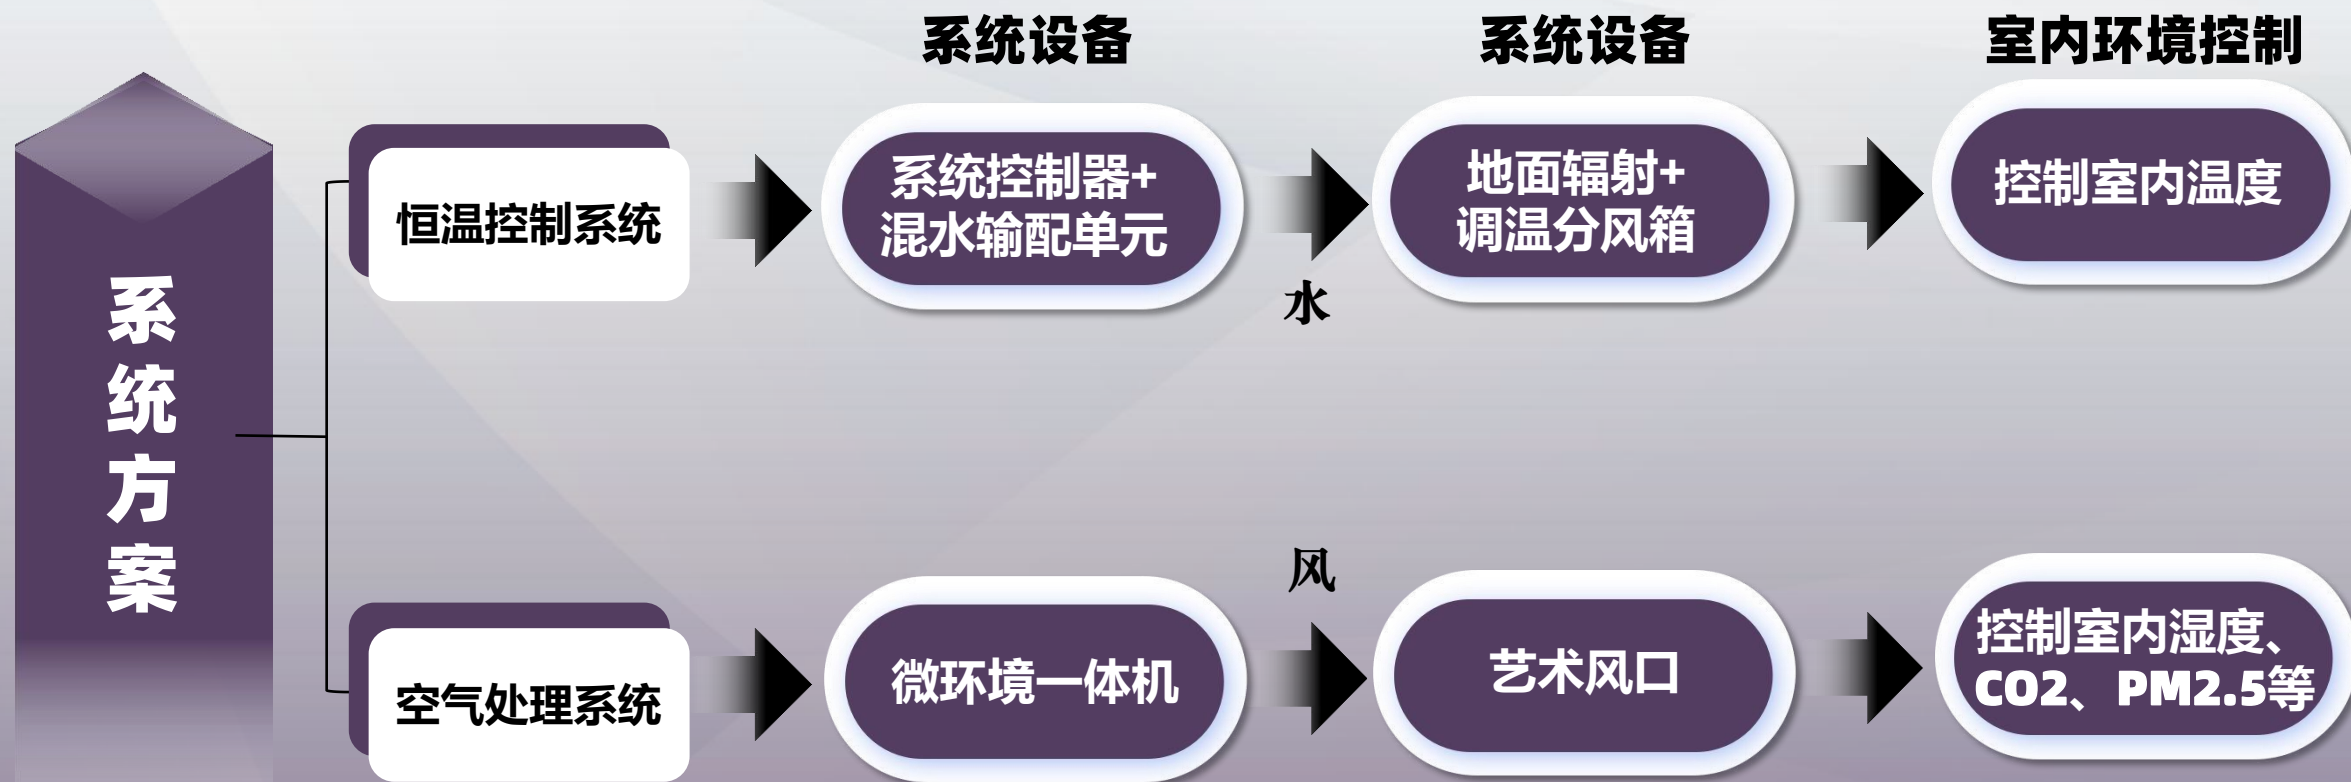 系统设备
系统设备
室内环境控制
系统方案
恒温控制系统
系统控制器+
混水输配单元
水
地面辐射+
调温分风箱
控制室内温度
空气处理系统
微环境一体机
风
艺术风口
控制室内湿度、
CO2、PM2.5等